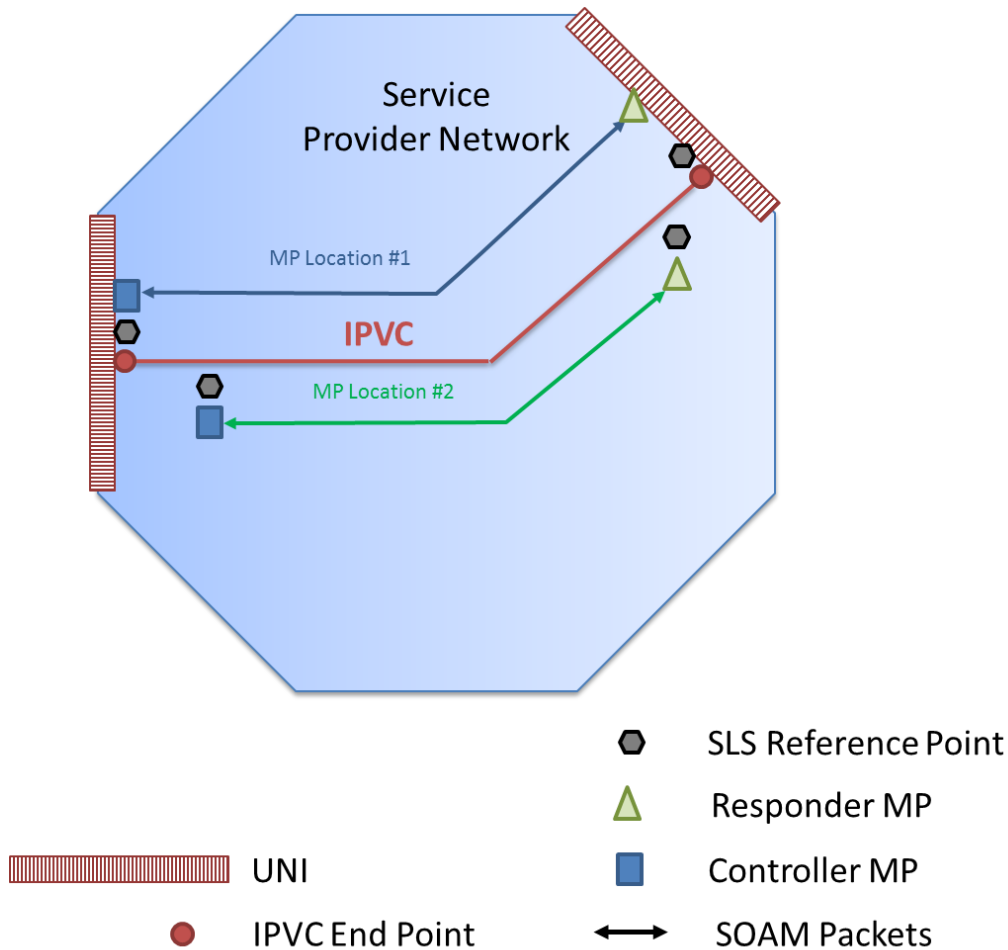 Service
Provider Network
MP Location #1
IPVC
MP Location #2
SLS Reference Point
Responder MP
UNI
Controller MP
IPVC End Point
SOAM Packets